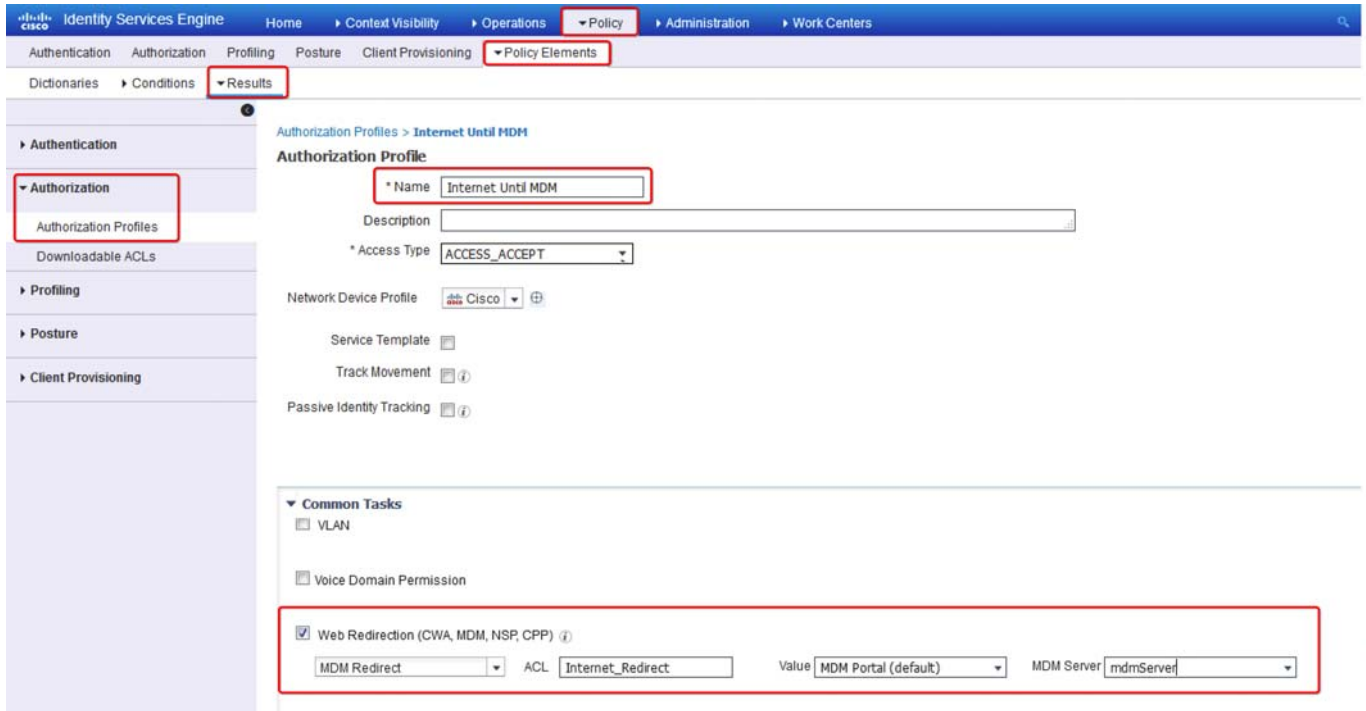 cisco Identity Services Engine Home Context Visibility Operations Policy Administration Work Centers
Authentication Authorization Profiling Posture Client Provisioning Policy Elements
Dictionaries Conditions Results
Authentication
Authorization
Authorization Profiles
Downloadable ACLs
Profiling
Posture
Client Provisioning
Authorization Profiles > Internet Until MDM
Authorization Profile
* Name Internet Until MDM
Description
* Access Type ACCESS_ACCEPT
Network Device Profile Cisco
Service Template
Track Movement i
Passive Identity Tracking i
Common Tasks
VLAN
Voice Domain Permission
Web Redirection (CWA, MDM, NSP, CPP) i
MDM Redirect ACL Internet_Redirect Value MDM Portal (default) MDM Server mdmServer